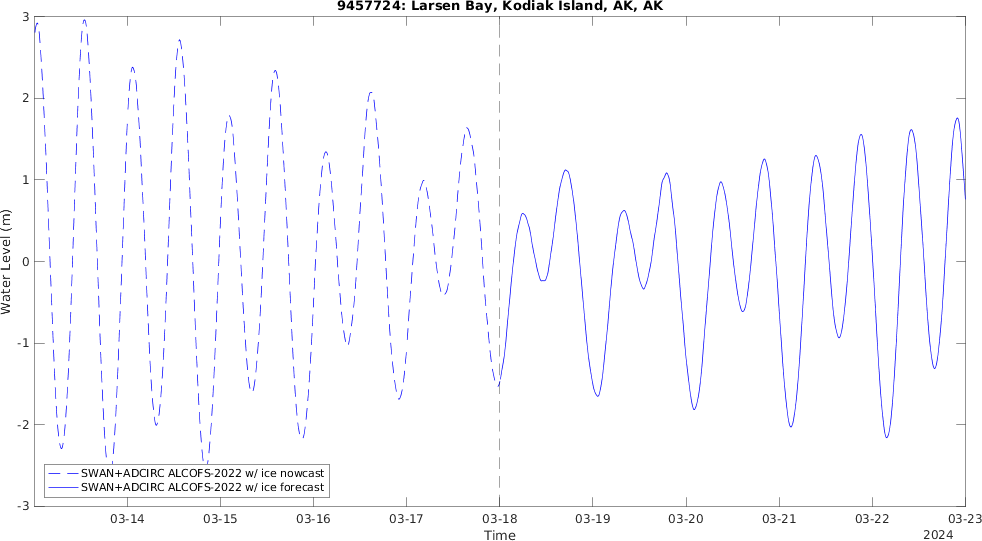 9457724: Larsen Bay, Kodiak Island, AK, AK
3
2
1
0
-1
-2
-3
Water Level (m)
SWAN+ADCIRC ALCOFS-2022 w/ ice nowcast
SWAN+ADCIRC ALCOFS-2022 w/ ice forecast
03-14 03-15 03-16 03-17 03-18 03-19 03-20 03-21 03-22 03-23
Time
2024